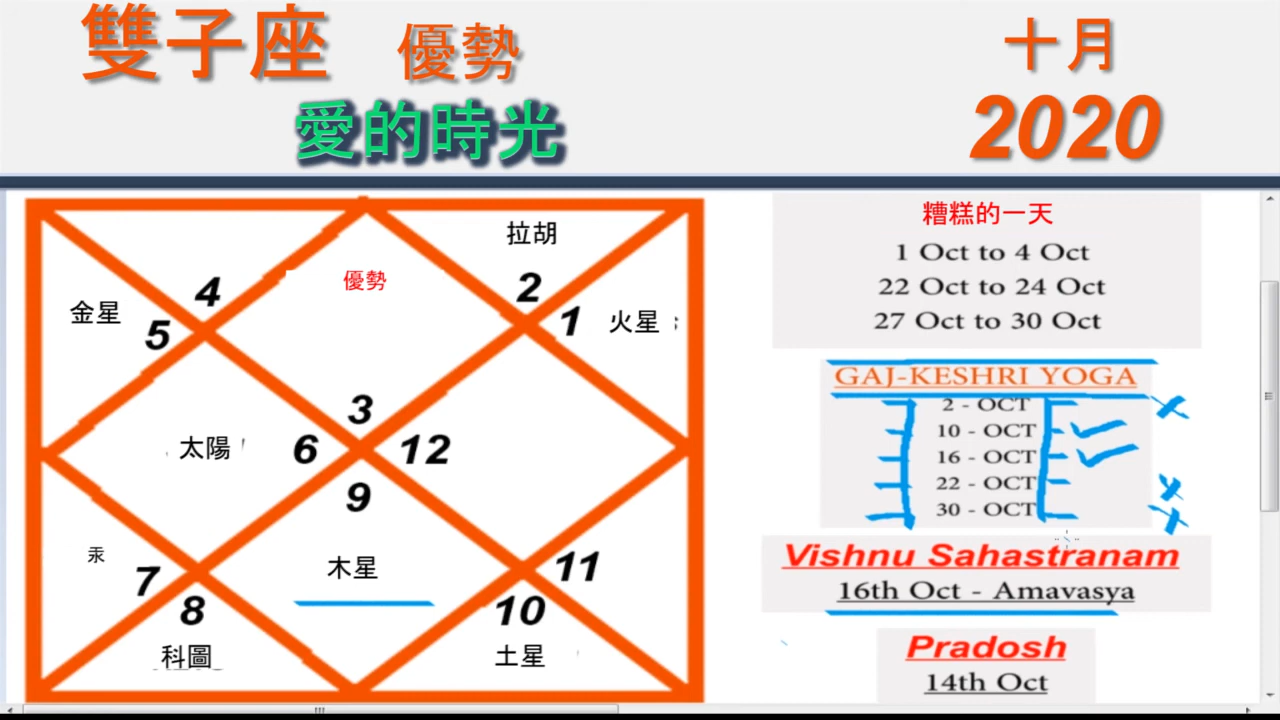 雙子座 優勢
愛的時光
十月
2020
拉胡
優勢
4
2
金星
5
1 火星
3
太陽 6 12
9
汞
7
木星
11
8
10
科圖
土星
糟糕的一天
1 Oct to 4 Oct
22 Oct to 24 Oct
27 Oct to 30 Oct
GAJ-KESHRI YOGA
2 - OCT
10 - OCT
16 - OCT
22 - OCT
30 - OCT
Vishnu Sahastranam
16th Oct - Amavasya
Pradosh
14th Oct